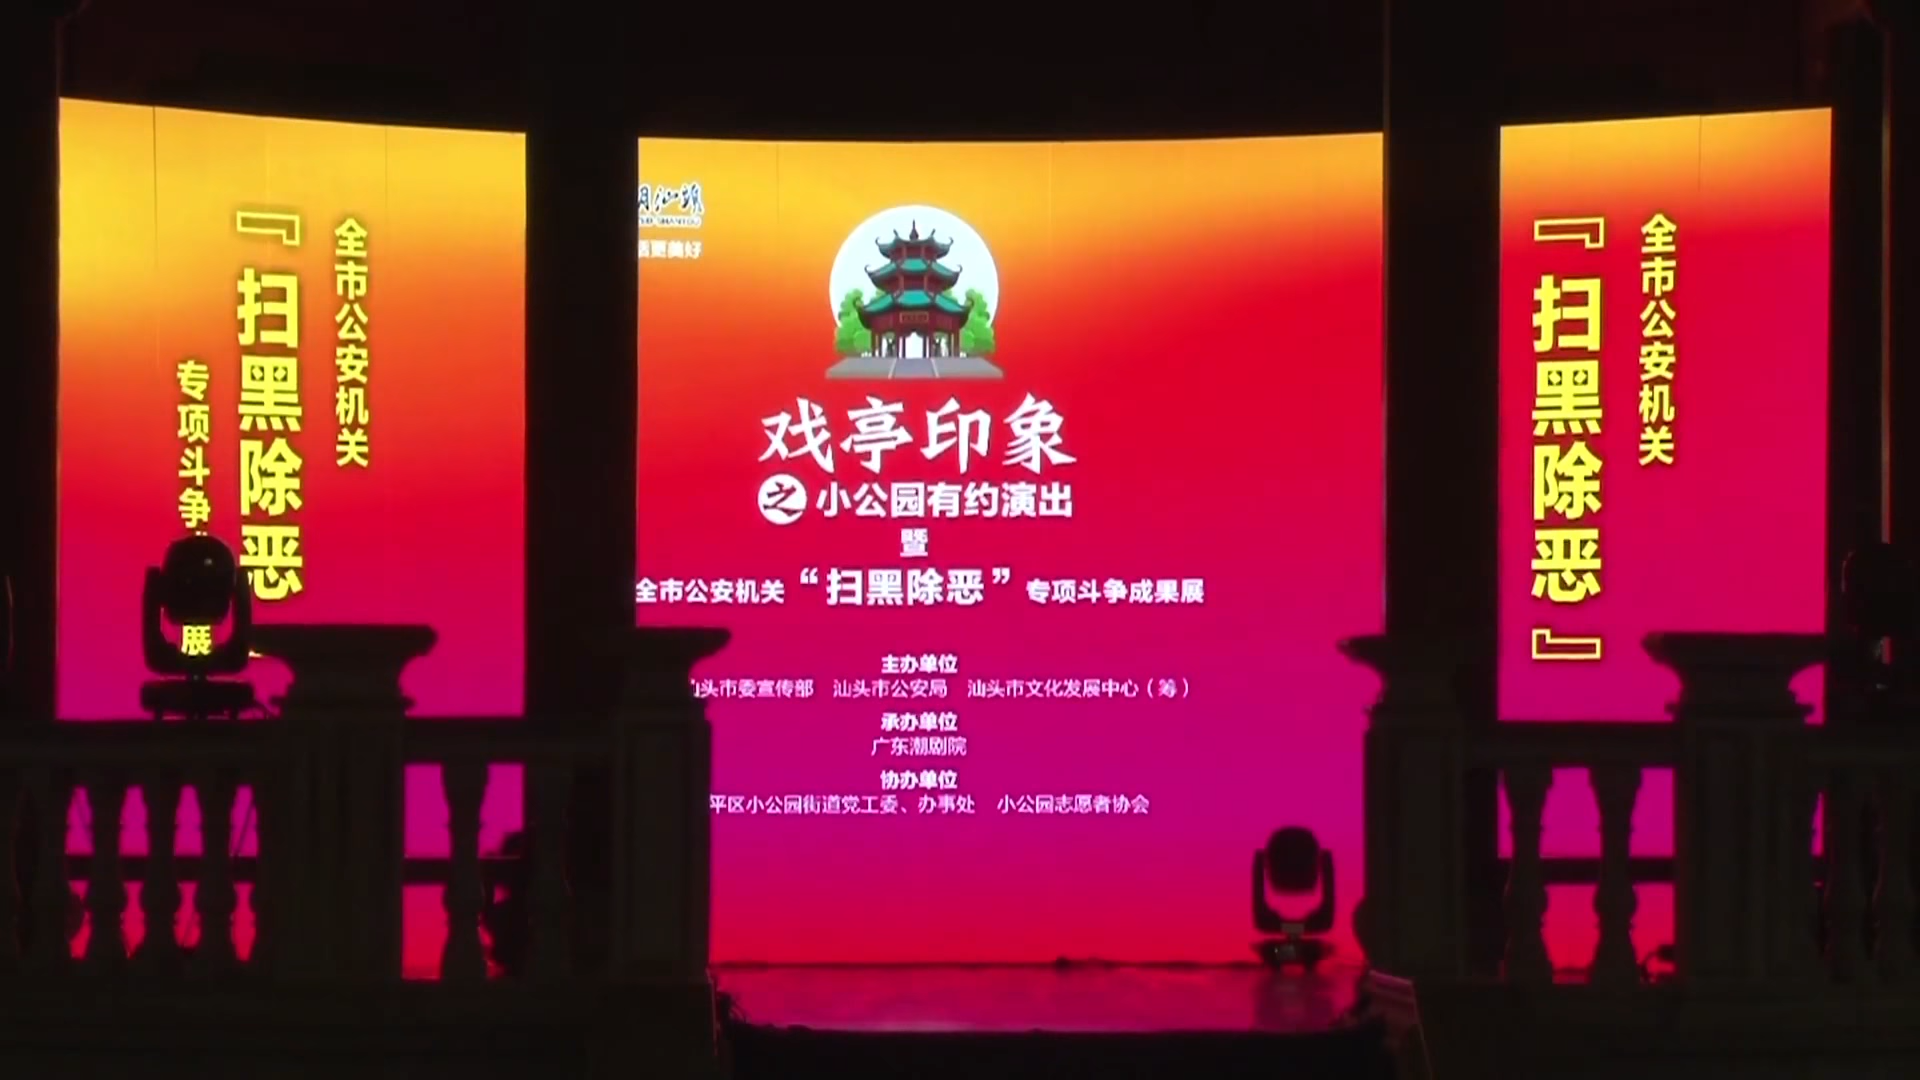 全市公安机关
『扫黑除恶
专项斗争
展
汕头
更美好
戏亭印象
之小公园有约演出
暨
全市公安机关“扫黑除恶”专项斗争成果展
主办单位
头市委宣传部 汕头市公安局 汕头市文化发展中心（筹）
承办单位
广东潮剧院
协办单位
平区小公园街道党工委、办事处 小公园志愿者协会
全市公安机关
『扫黑除恶』